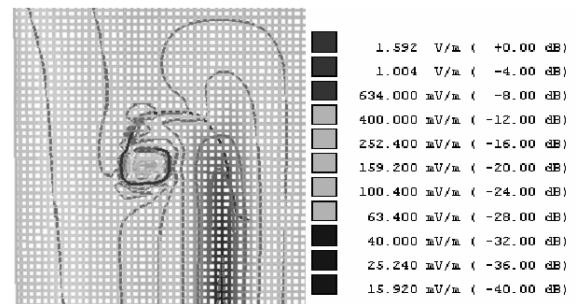 1.592 V/m ( +0.00 dB)
1.004 V/m ( -4.00 dB)
634.000 mV/m ( -8.00 dB)
400.000 mV/m ( -12.00 dB)
252.400 mV/m ( -16.00 dB)
159.200 mV/m ( -20.00 dB)
100.400 mV/m ( -24.00 dB)
63.400 mV/m ( -28.00 dB)
40.000 mV/m ( -32.00 dB)
25.240 mV/m ( -36.00 dB)
15.920 mV/m ( -40.00 dB)